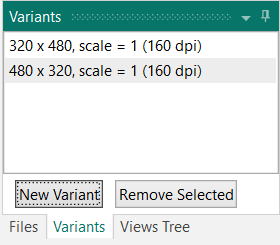 Variants
320 x 480, scale = 1 (160 dpi)
480 x 320, scale = 1 (160 dpi)
New Variant Remove Selected
Files Variants Views Tree